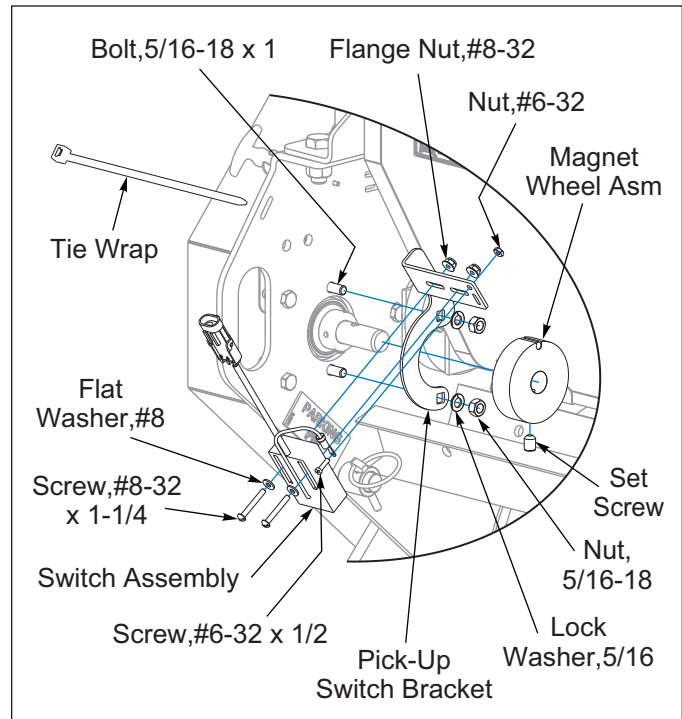 Bolt,5/16-18 x 1
Flange Nut,#8-32
Nut,#6-32
Magnet
Wheel Asm
Tie Wrap
Flat
Washer,#8
PARKING
Screw,#8-32
x 1-1/4
Set
Screw
Switch Assembly
Nut,
5/16-18
Screw,#6-32 x 1/2
Lock
Washer,5/16
Pick-Up
Switch Bracket